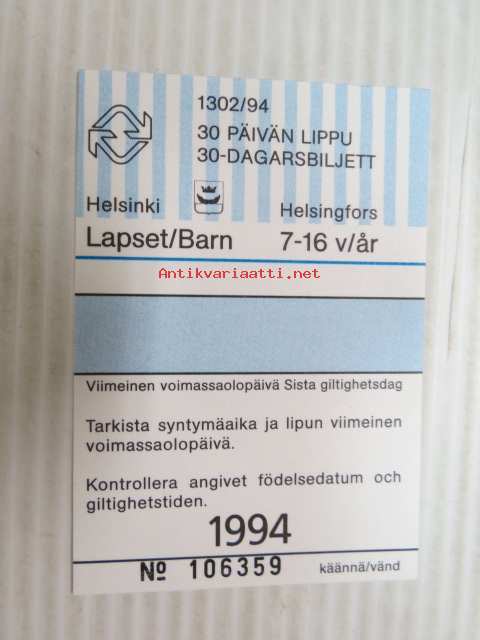 1302/94
30 PÄIVÄN LIPPU
30-DAGARSBILJETT
Helsinki Helsingfors
Lapset/Barn 7-16 v/år
Antikvariaatti.net
Viimeinen voimassaolopäivä Sista giltighetsdag
Tarkista syntymäaika ja lipun viimeinen
voimassaolopäivä.
Kontrollera angivet födelsedatum och
giltighetstiden.
1994
№ 106359 käännä/vänd